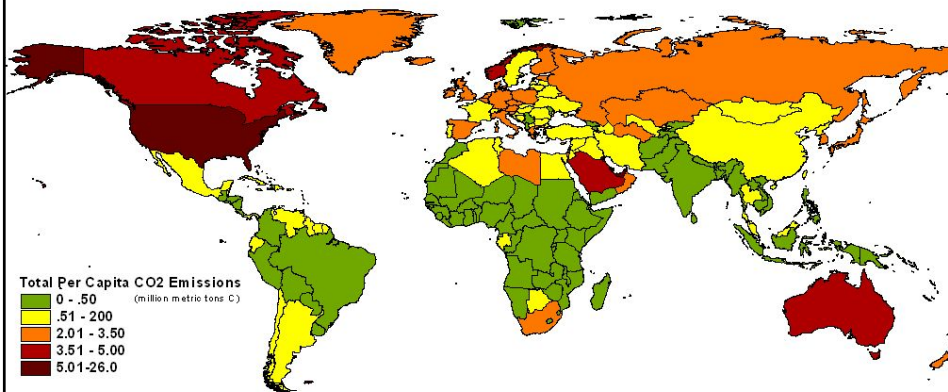 Total Per Capita CO2 Emissions
(million metric tons C)
0 - .50
.51 - 200
2.01 - 3.50
3.51 - 5.00
5.01-26.0